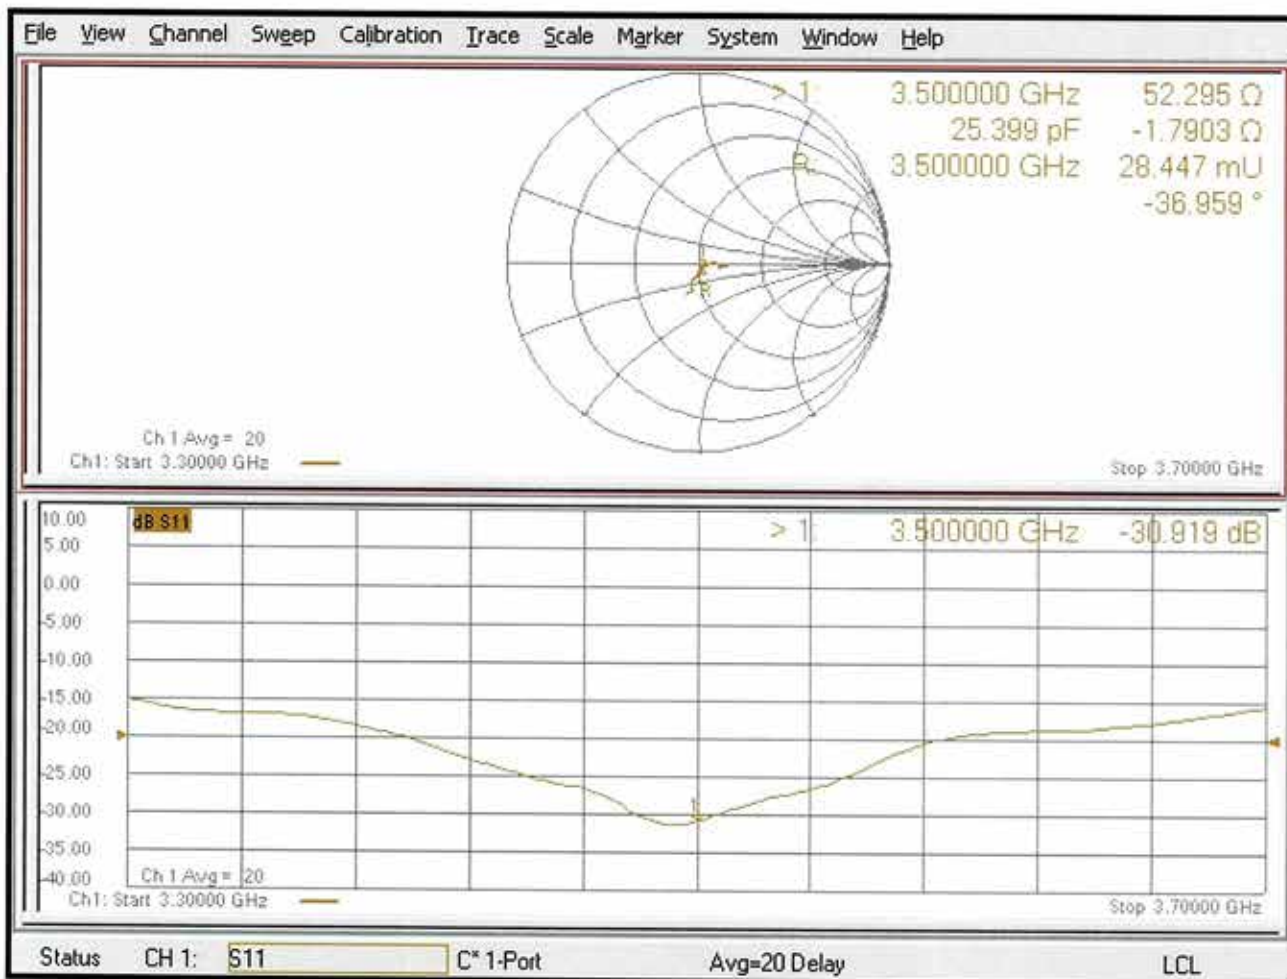 File View Channel Sweep Calibration Trace Scale Marker System Window Help
> 1: 3.500000 GHz 52.295 Ω
25.399 pF -1.7903 Ω
R: 3.500000 GHz 28.447 mU
-36.959 °
1
R
Ch 1 Avg = 20
Ch1: Start 3.30000 GHz
Stop 3.70000 GHz
10.00
dB S11
> 1: 3.500000 GHz -30.919 dB
5.00
0.00
-5.00
-10.00
-15.00
-20.00
-25.00
-30.00
1
-35.00
-40.00
Ch 1 Avg = 20
Ch1: Start 3.30000 GHz
Stop 3.70000 GHz
Status CH 1: S11 C* 1-Port Avg=20 Delay LCL